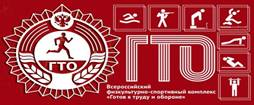 ГТО
ГТО
Всероссийский
физкультурно-спортивный комплекс
«Готов к труду и обороне»